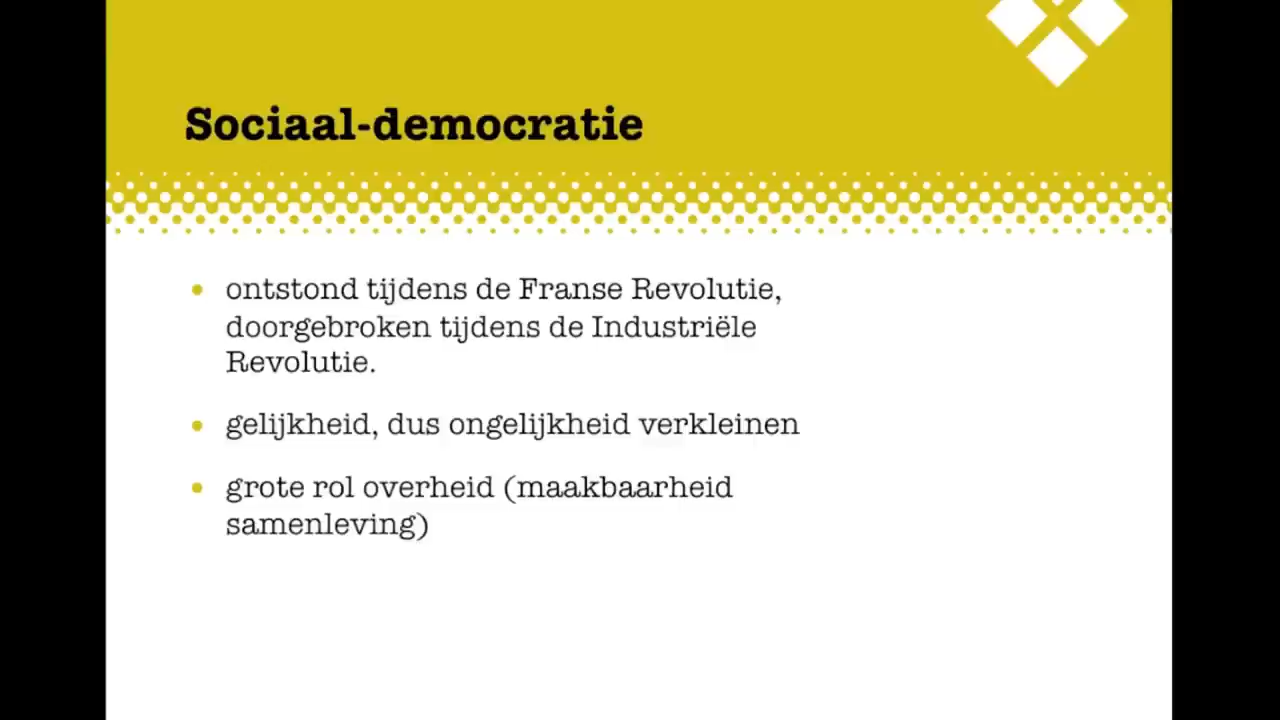 Sociaal-democratie
ontstond tijdens de Franse Revolutie,
doorgebroken tijdens de Industriële
Revolutie.
gelijkheid, dus ongelijkheid verkleinen
grote rol overheid (maakbaarheid
samenleving)